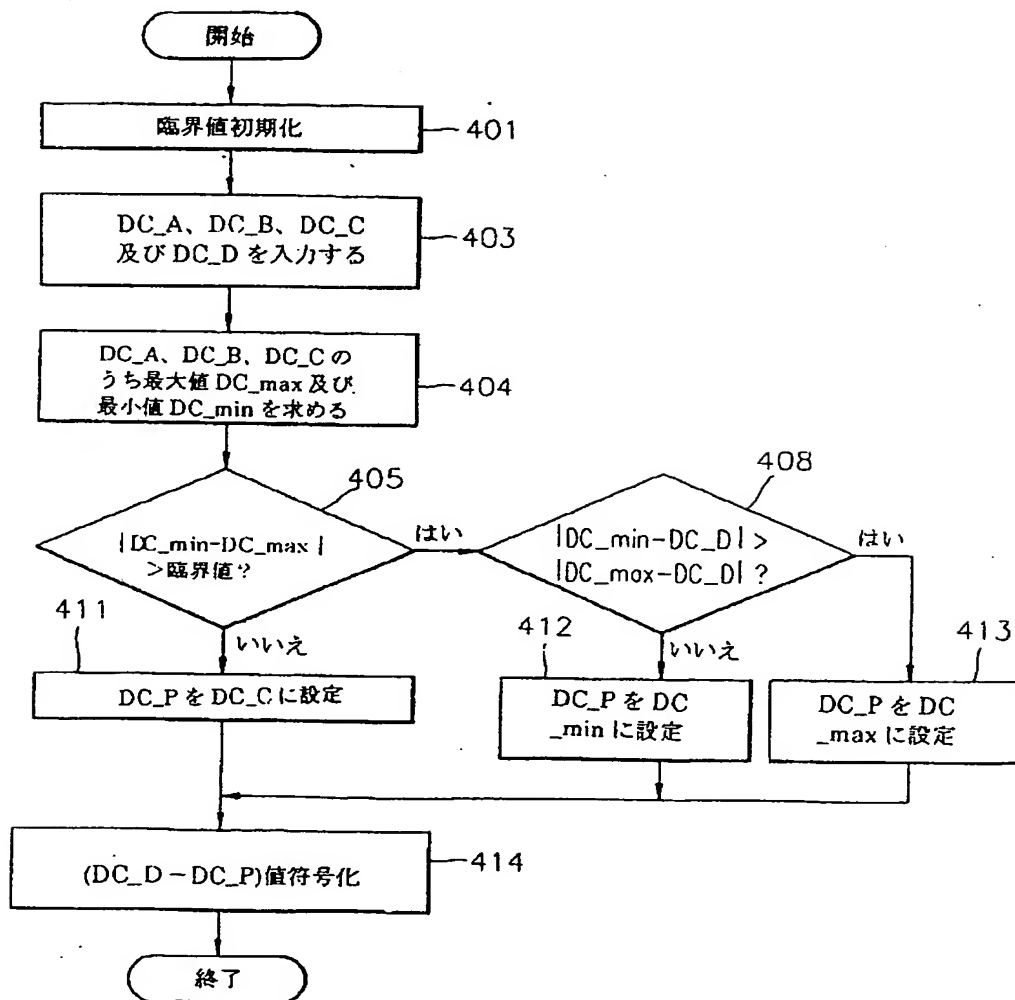 開始
臨界値初期化
401
DC_A、DC_B、DC_C
及び DC_D を入力する
403
DC_A、DC_B、DC_C の
うち最大値 DC_max 及び
最小値 DC_min を求める
404
405
|DC_min-DC_max|
>臨界値?
はい
408
|DC_min-DC_D| >
|DC_max-DC_D| ?
はい
411
いいえ
DC_P を DC_C に設定
412
いいえ
DC_P を DC
_min に設定
413
DC_P を DC
_max に設定
(DC_D-DC_P)値符号化
414
終了